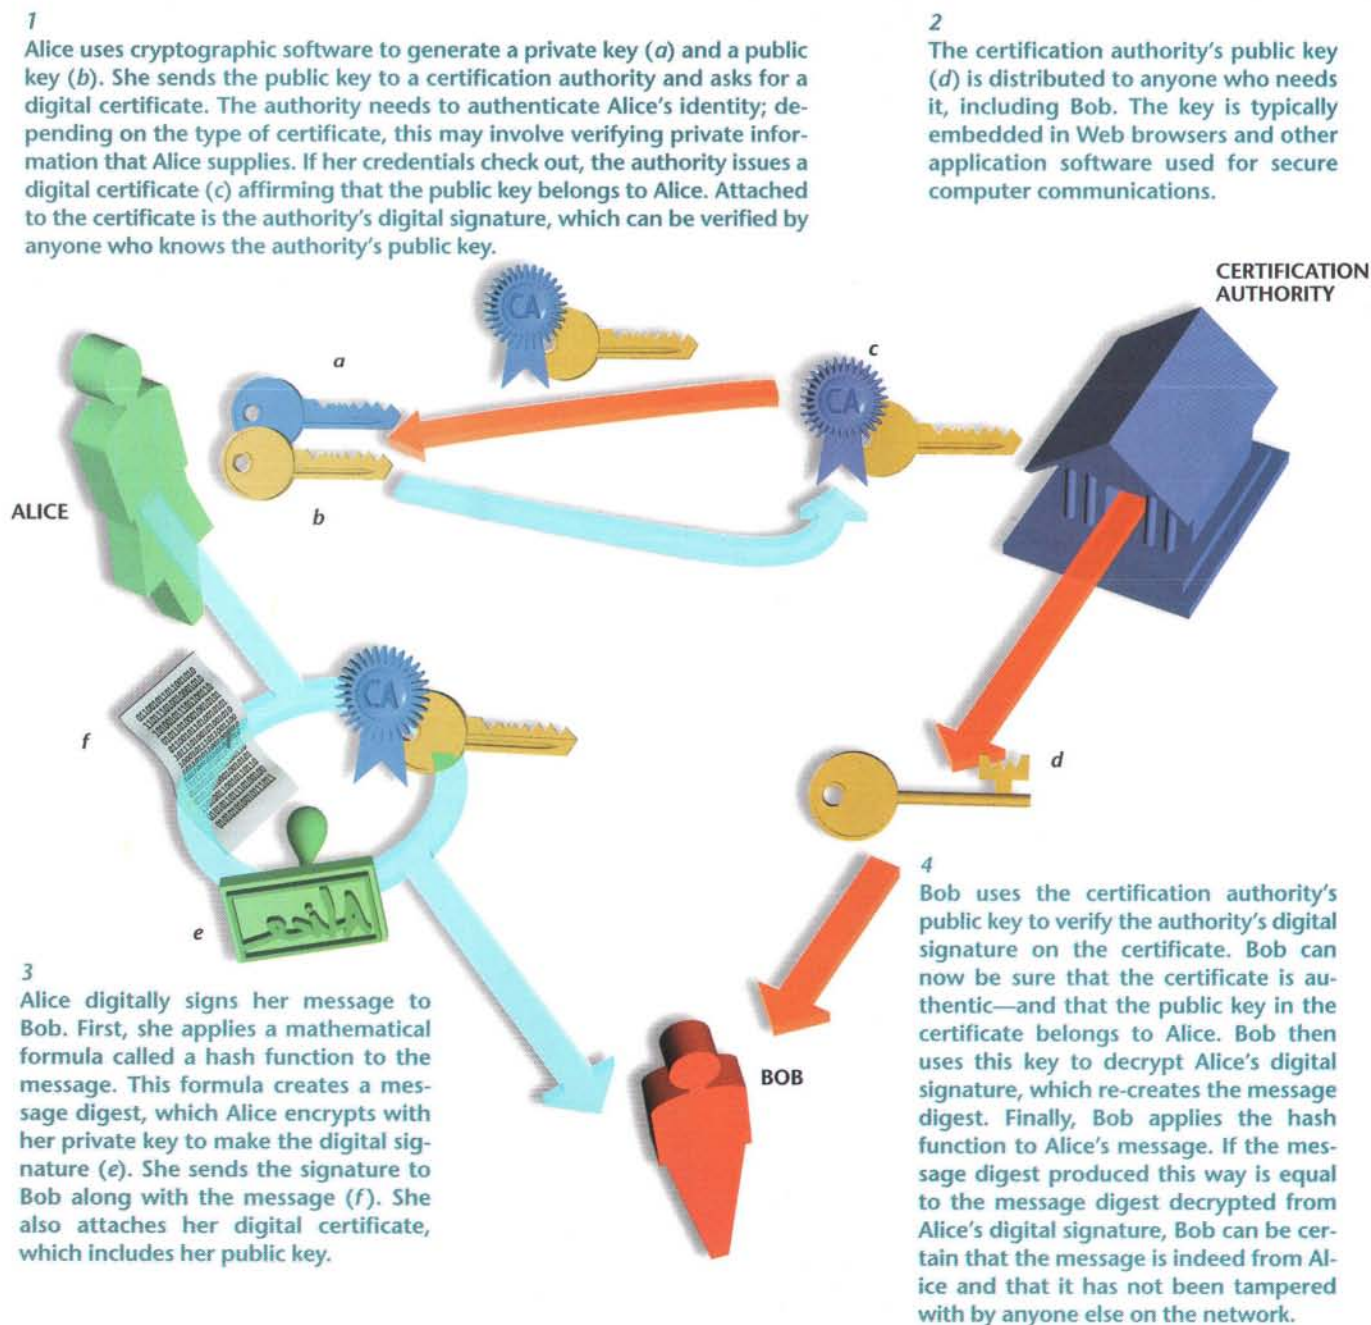 1
Alice uses cryptographic software to generate a private key (a) and a public
key (b). She sends the public key to a certification authority and asks for a
digital certificate. The authority needs to authenticate Alice's identity; de-
pending on the type of certificate, this may involve verifying private infor-
mation that Alice supplies. If her credentials check out, the authority issues a
digital certificate (c) affirming that the public key belongs to Alice. Attached
to the certificate is the authority's digital signature, which can be verified by
anyone who knows the authority's public key.
2
The certification authority's public key
(d) is distributed to anyone who needs
it, including Bob. The key is typically
embedded in Web browsers and other
application software used for secure
computer communications.
CERTIFICATION
AUTHORITY
CA
a
c
CA
b
ALICE
CA
f
d
e
Alice
3
Alice digitally signs her message to
Bob. First, she applies a mathematical
formula called a hash function to the
message. This formula creates a mes-
sage digest, which Alice encrypts with
her private key to make the digital sig-
nature (e). She sends the signature to
Bob along with the message (f). She
also attaches her digital certificate,
which includes her public key.
BOB
4
Bob uses the certification authority's
public key to verify the authority's digital
signature on the certificate. Bob can
now be sure that the certificate is au-
thentic—and that the public key in the
certificate belongs to Alice. Bob then
uses this key to decrypt Alice's digital
signature, which re-creates the message
digest. Finally, Bob applies the hash
function to Alice's message. If the mes-
sage digest produced this way is equal
to the message digest decrypted from
Alice's digital signature, Bob can be cer-
tain that the message is indeed from Al-
ice and that it has not been tampered
with by anyone else on the network.